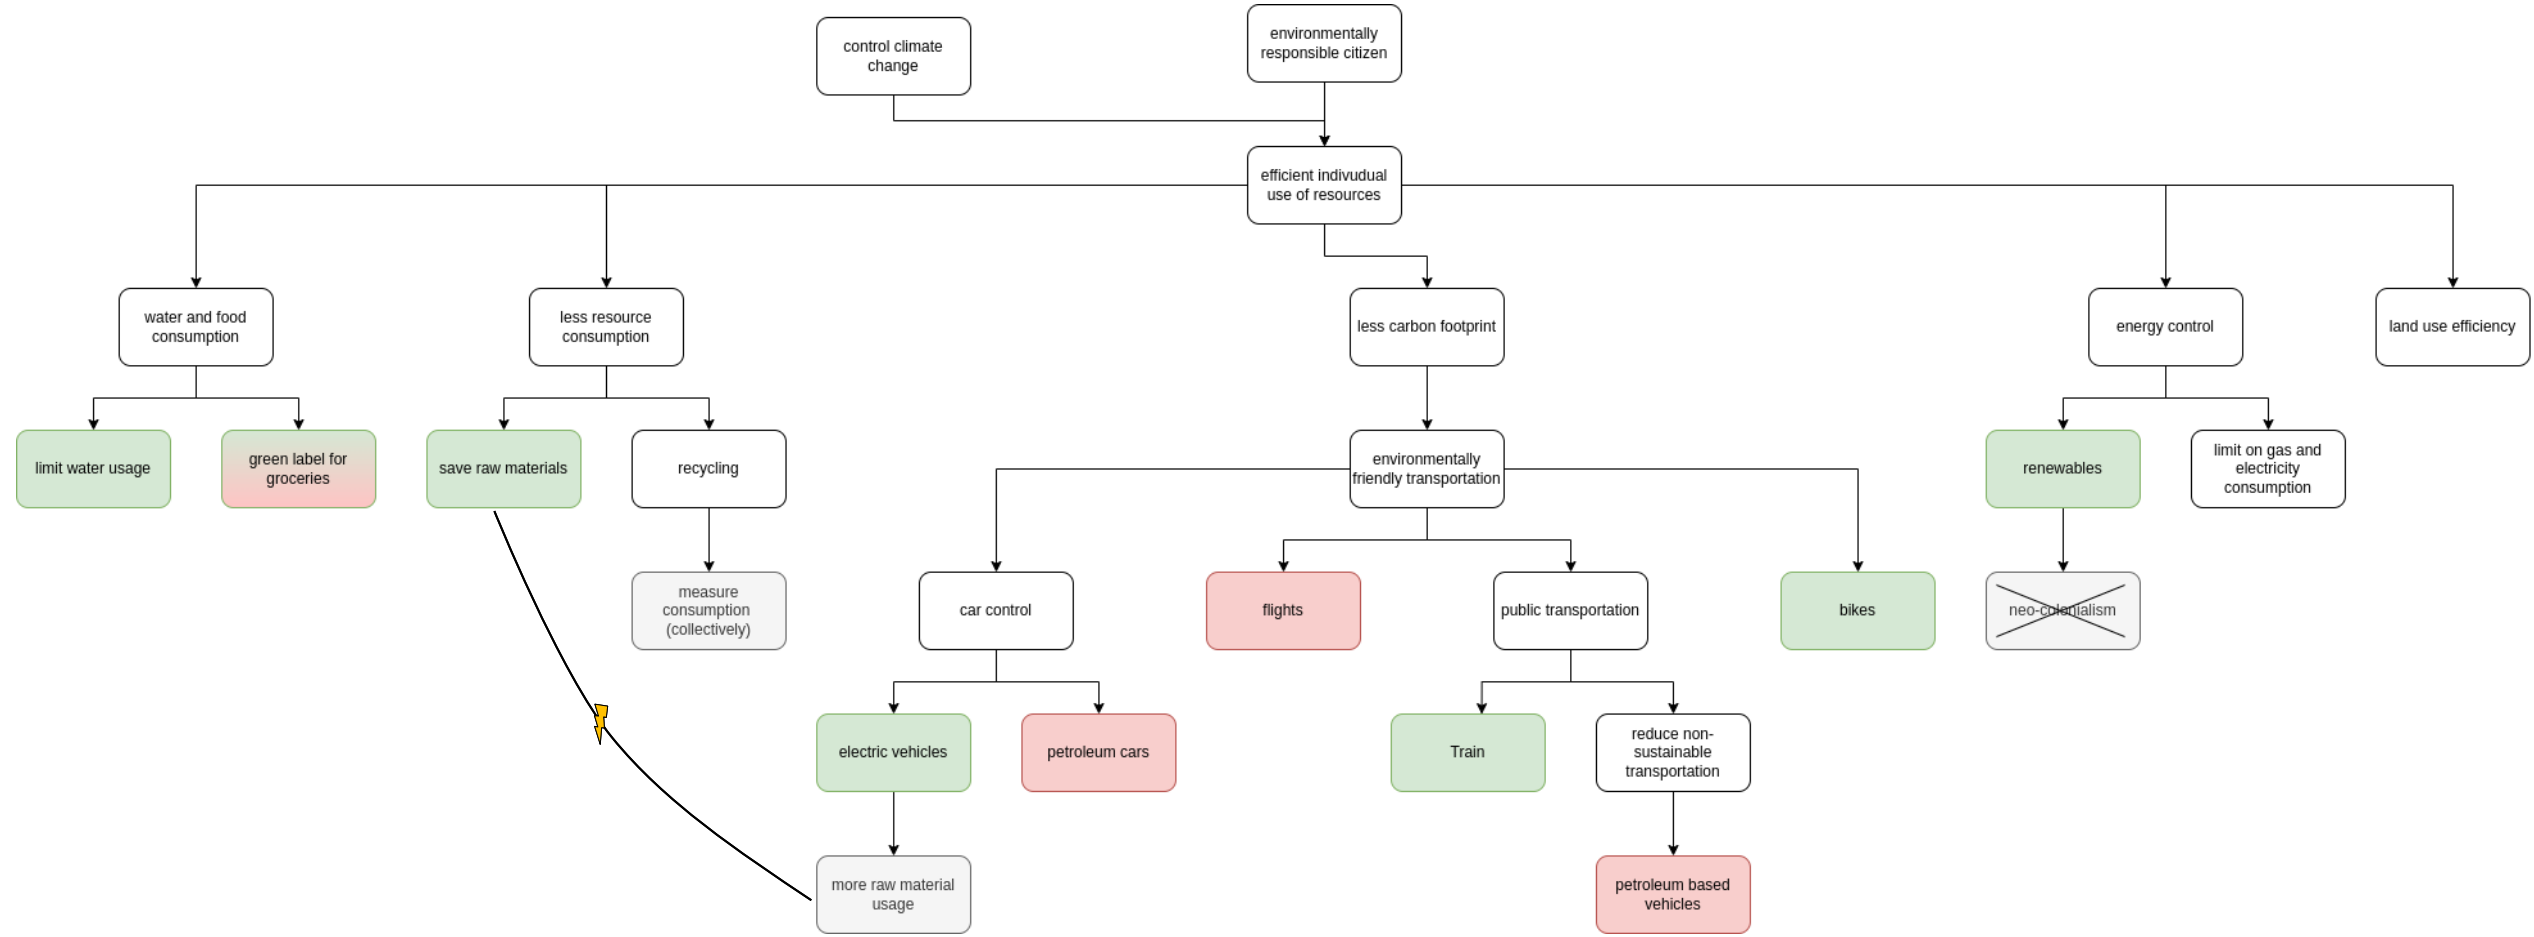 control climate
change
environmentally
responsible citizen
efficient indivudual
use of resources
water and food
consumption
less resource
consumption
less carbon footprint
energy control
land use efficiency
limit water usage
green label for
groceries
save raw materials
recycling
environmentally
friendly transportation
renewables
limit on gas and
electricity
consumption
measure
consumption
(collectively)
car control
flights
public transportation
bikes
neo-colonialism
electric vehicles
petroleum cars
Train
reduce non-
sustainable
transportation
more raw material
usage
petroleum based
vehicles